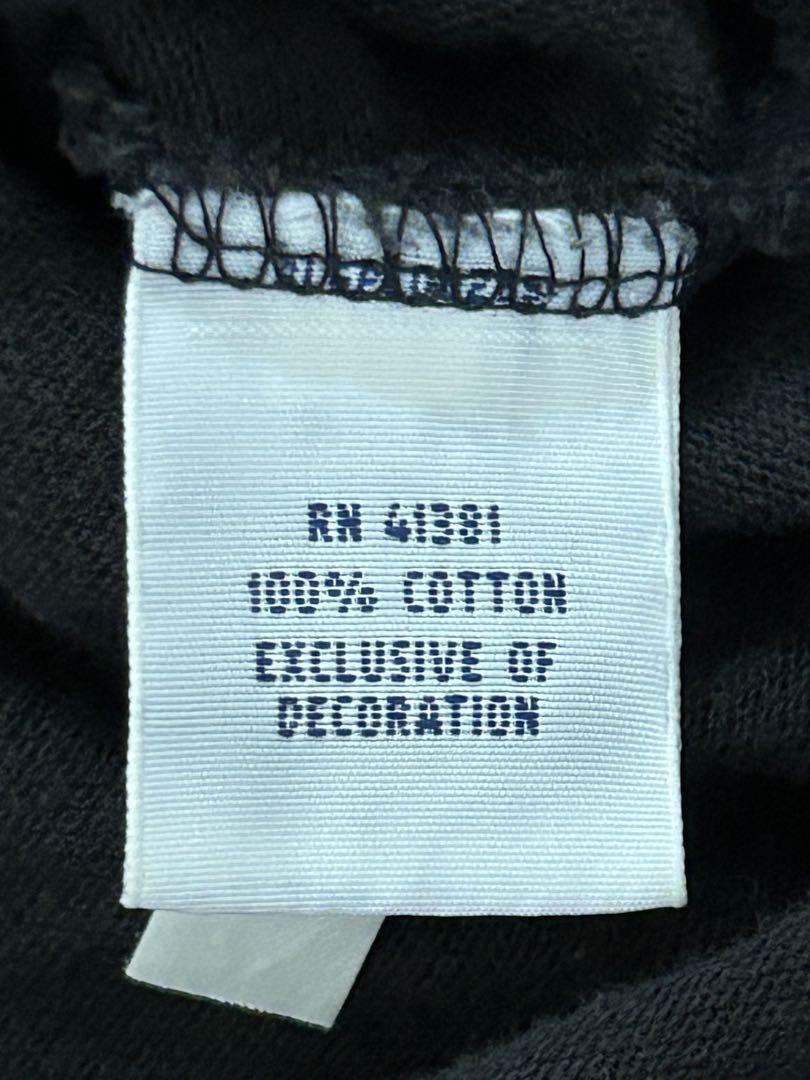 RN 41381
100% COTTON
EXCLUSIVE OF
DECORATION